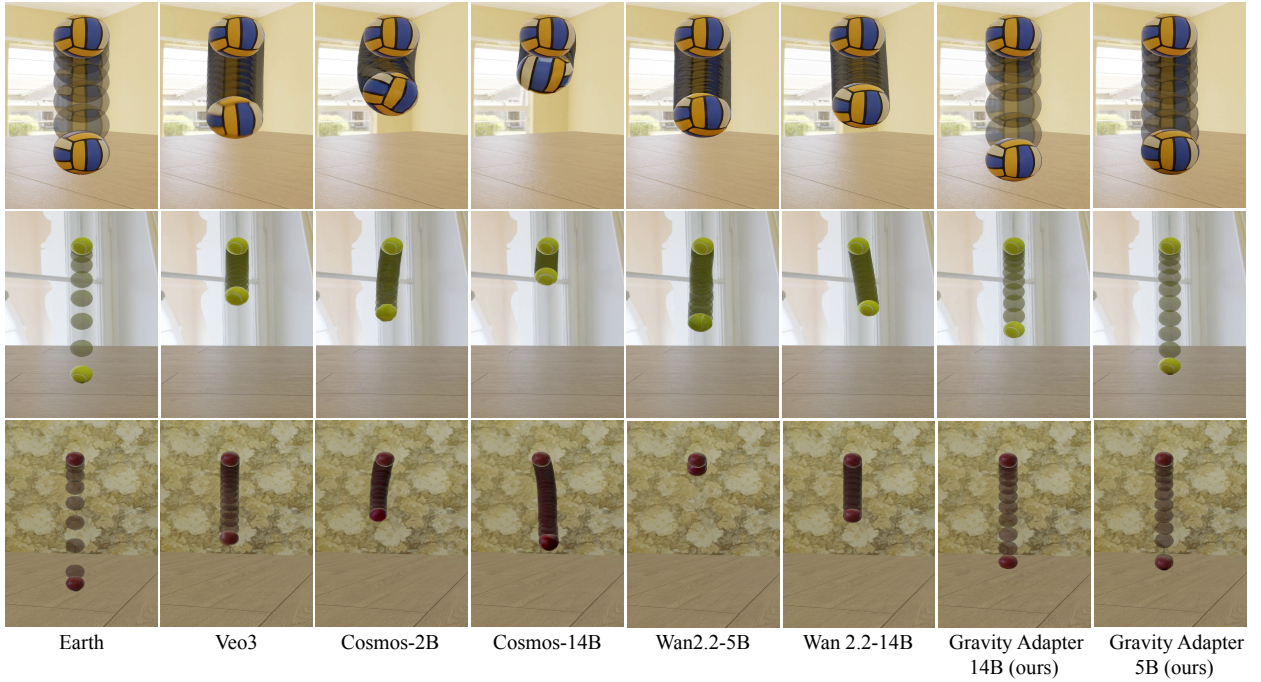 Earth
Veo3
Cosmos-2B
Cosmos-14B
Wan2.2-5B
Wan 2.2-14B
Gravity Adapter
14B (ours)
Gravity Adapter
5B (ours)